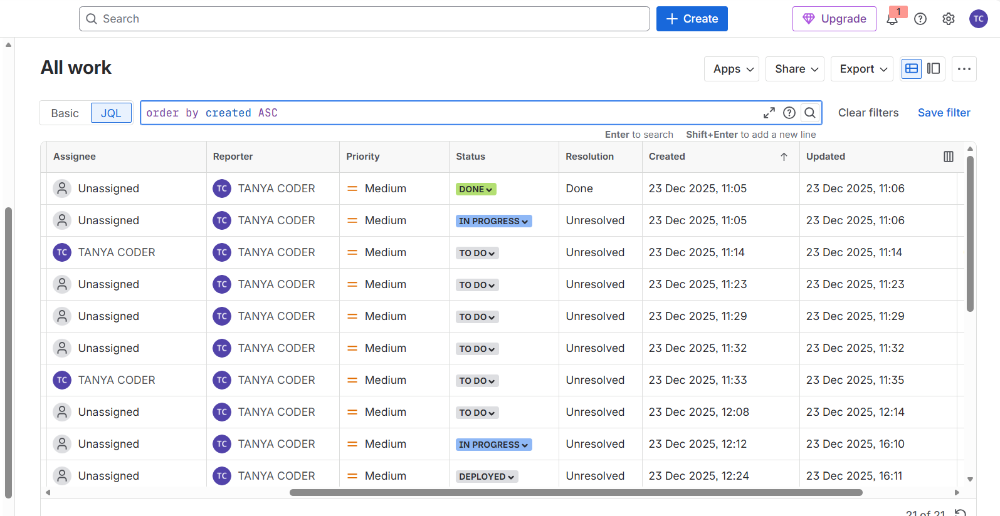 Search
Create
Upgrade
1
TC
All work
Apps
Share
Export
Basic
JQL
order by created ASC
Clear filters
Save filter
Enter to search Shift+Enter to add a new line
Assignee Reporter Priority Status Resolution Created Updated
Unassigned TC TANYA CODER Medium DONE Done 23 Dec 2025, 11:05 23 Dec 2025, 11:06
Unassigned TC TANYA CODER Medium IN PROGRESS Unresolved 23 Dec 2025, 11:05 23 Dec 2025, 11:06
TC TANYA CODER TC TANYA CODER Medium TO DO Unresolved 23 Dec 2025, 11:14 23 Dec 2025, 11:14
Unassigned TC TANYA CODER Medium TO DO Unresolved 23 Dec 2025, 11:23 23 Dec 2025, 11:23
Unassigned TC TANYA CODER Medium TO DO Unresolved 23 Dec 2025, 11:29 23 Dec 2025, 11:29
Unassigned TC TANYA CODER Medium TO DO Unresolved 23 Dec 2025, 11:32 23 Dec 2025, 11:32
TC TANYA CODER TC TANYA CODER Medium TO DO Unresolved 23 Dec 2025, 11:33 23 Dec 2025, 11:35
Unassigned TC TANYA CODER Medium TO DO Unresolved 23 Dec 2025, 12:08 23 Dec 2025, 12:14
Unassigned TC TANYA CODER Medium IN PROGRESS Unresolved 23 Dec 2025, 12:12 23 Dec 2025, 16:10
Unassigned TC TANYA CODER Medium DEPLOYED Unresolved 23 Dec 2025, 12:24 23 Dec 2025, 16:11
21 of 21